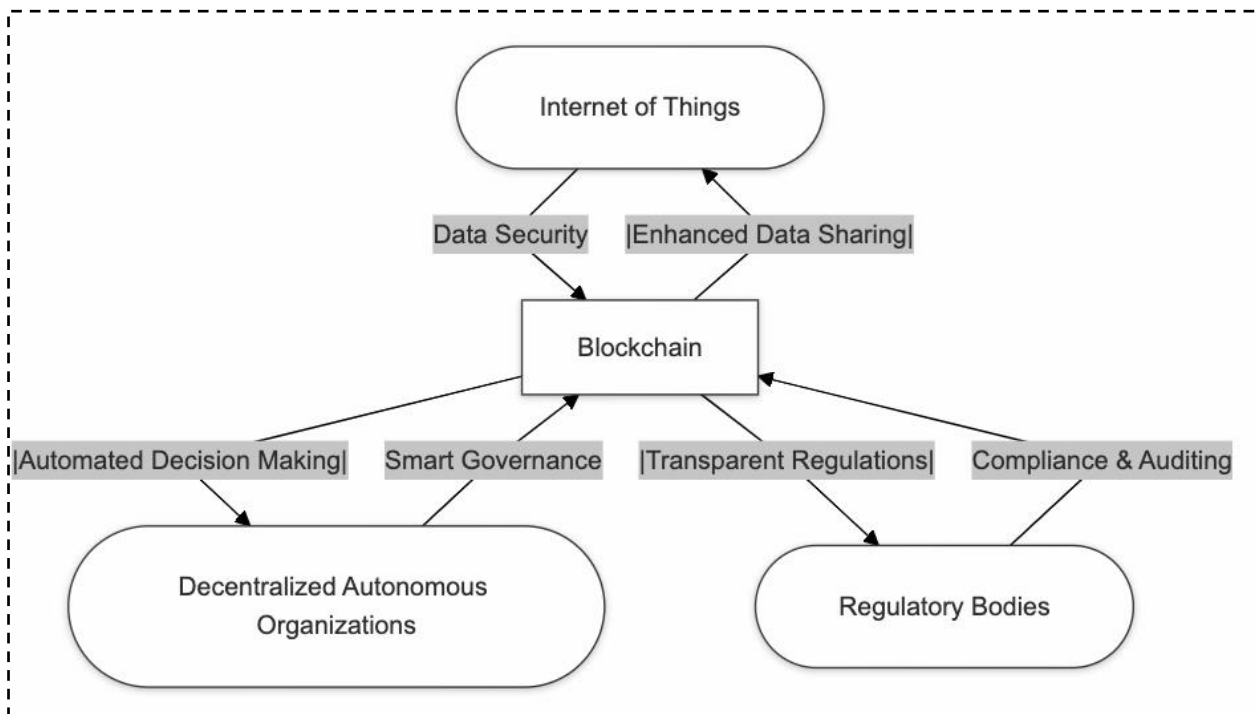 Internet of Things
Data Security
|Enhanced Data Sharing|
Blockchain
|Automated Decision Making|
Smart Governance
|Transparent Regulations|
Compliance & Auditing
Decentralized Autonomous
Organizations
Regulatory Bodies